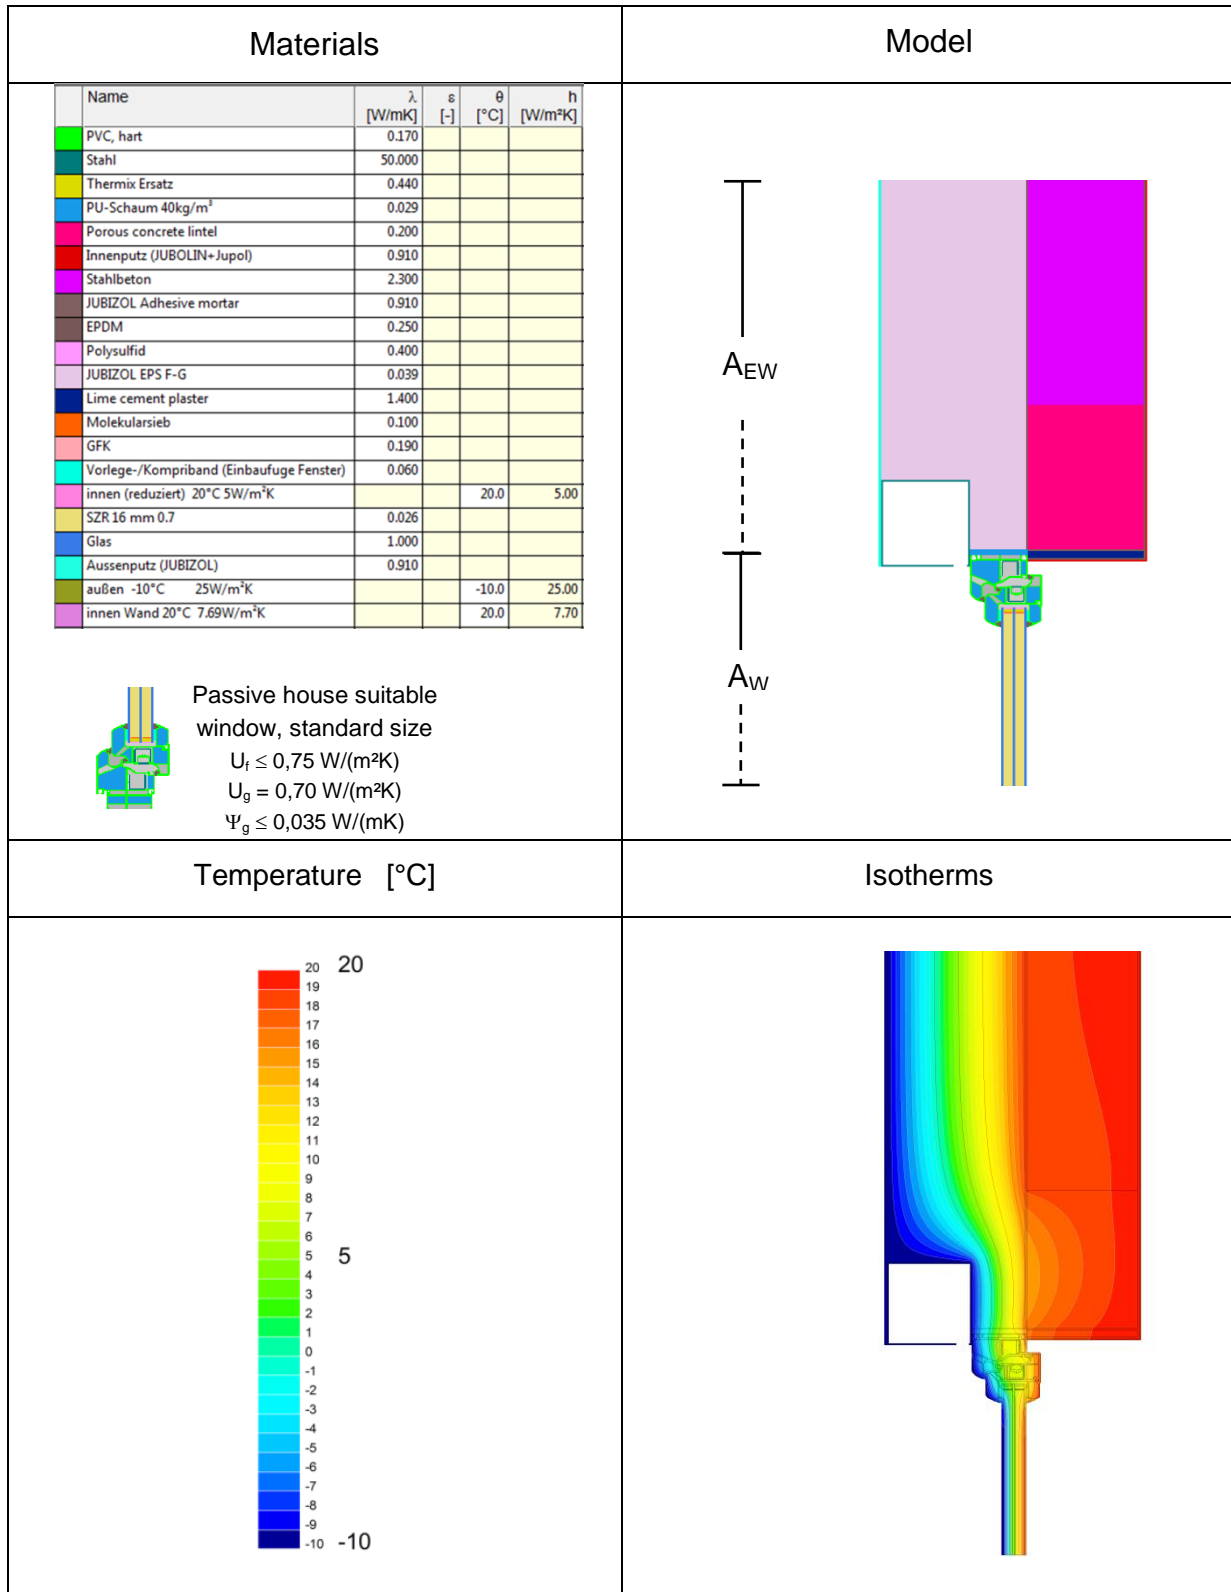 Materials
Model
Name λ ε θ h
[W/mK] [-] [°C] [W/m²K]
PVC, hart 0.170
Stahl 50.000
Thermix Ersatz 0.440
PU-Schaum 40kg/m³ 0.029
Porous concrete lintel 0.200
Innenputz (JUBOLIN+Jupol) 0.910
Stahlbeton 2.300
JUBIZOL Adhesive mortar 0.910
EPDM 0.250
Polysulfid 0.400
JUBIZOL EPS F-G 0.039
Lime cement plaster 1.400
Molekularsieb 0.100
GFK 0.190
Vorlege-/Kompriband (Einbaufuge Fenster) 0.060
innen (reduziert) 20°C 5W/m²K 20.0 5.00
SZR 16 mm 0.7 0.026
Glas 1.000
Aussenputz (JUBIZOL) 0.910
außen -10°C 25W/m²K -10.0 25.00
innen Wand 20°C 7.69W/m²K 20.0 7.70
Passive house suitable
window, standard size
Uf ≤ 0,75 W/(m²K)
Ug = 0,70 W/(m²K)
Ψg ≤ 0,035 W/(mK)
AEW
AW
Temperature [°C]
Isotherms
20 20
19
18
17
16
15
14
13
12
11
10
9
8
7
6
5 5
4
3
2
1
0
-1
-2
-3
-4
-5
-6
-7
-8
-9
-10 -10